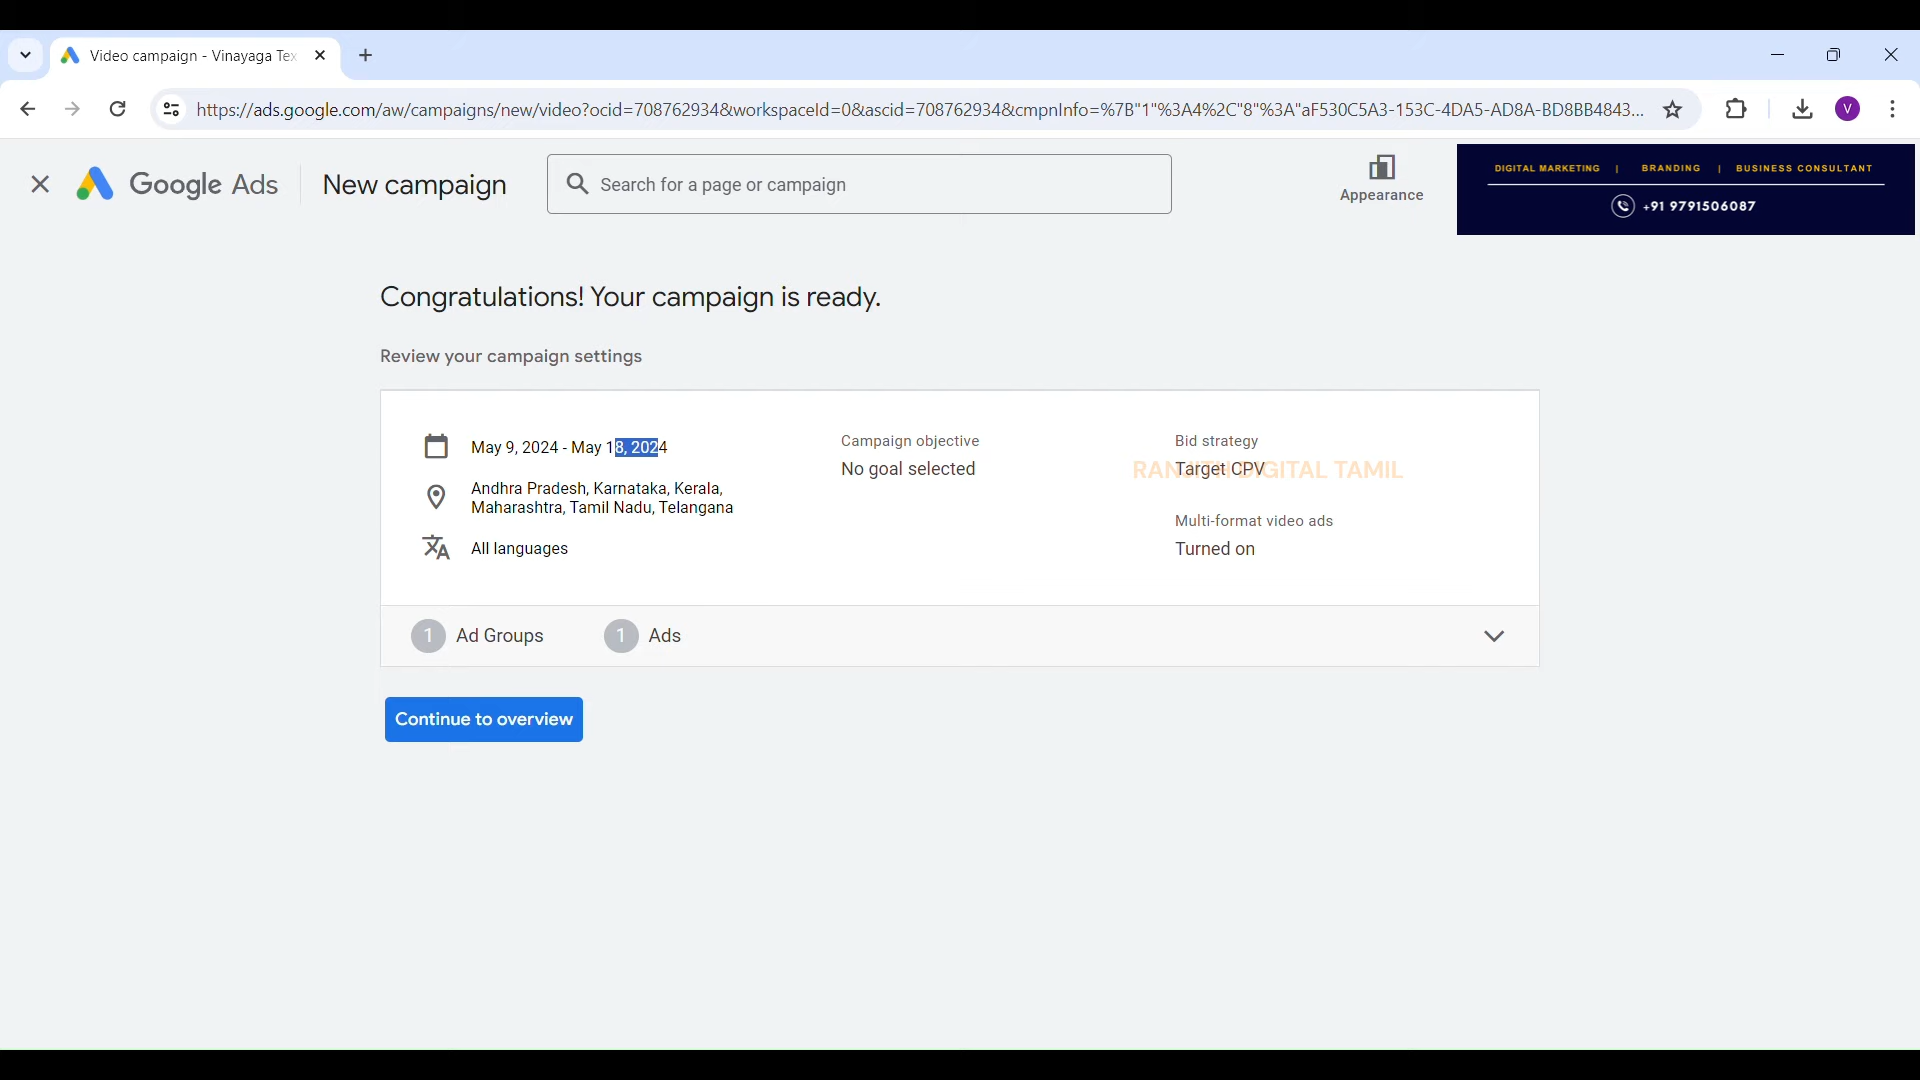 Video campaign - Vinayaga Tex
https://ads.google.com/aw/campaigns/new/video?ocid=708762934&workspaceId=0&ascid=708762934&cmpnInfo=%7B"1"%3A4%2C"8"%3A"aF530C5A3-153C-4DA5-AD8A-BD8BB4843...
V
Google Ads
New campaign
Search for a page or campaign
Appearance
DIGITAL MARKETING | BRANDING | BUSINESS CONSULTANT
+91 9791506087
Congratulations! Your campaign is ready.
Review your campaign settings
May 9, 2024 - May 18, 2024
Andhra Pradesh, Karnataka, Kerala,
Maharashtra, Tamil Nadu, Telangana
All languages
Campaign objective
No goal selected
Bid strategy
Target CPV
RANJITH DIGITAL TAMIL
Multi-format video ads
Turned on
1 Ad Groups
1 Ads
Continue to overview